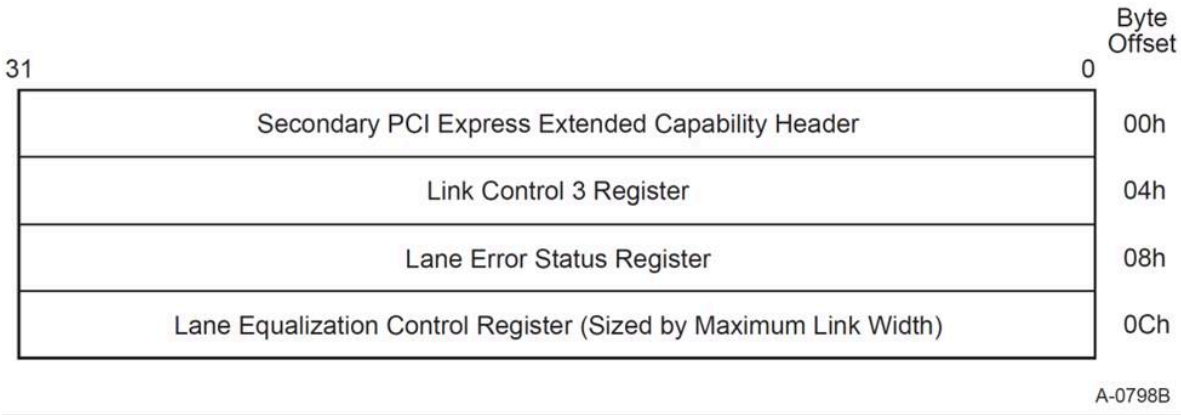 Byte
Offset
31 0
Secondary PCI Express Extended Capability Header 00h
Link Control 3 Register 04h
Lane Error Status Register 08h
Lane Equalization Control Register (Sized by Maximum Link Width) 0Ch
A-0798B